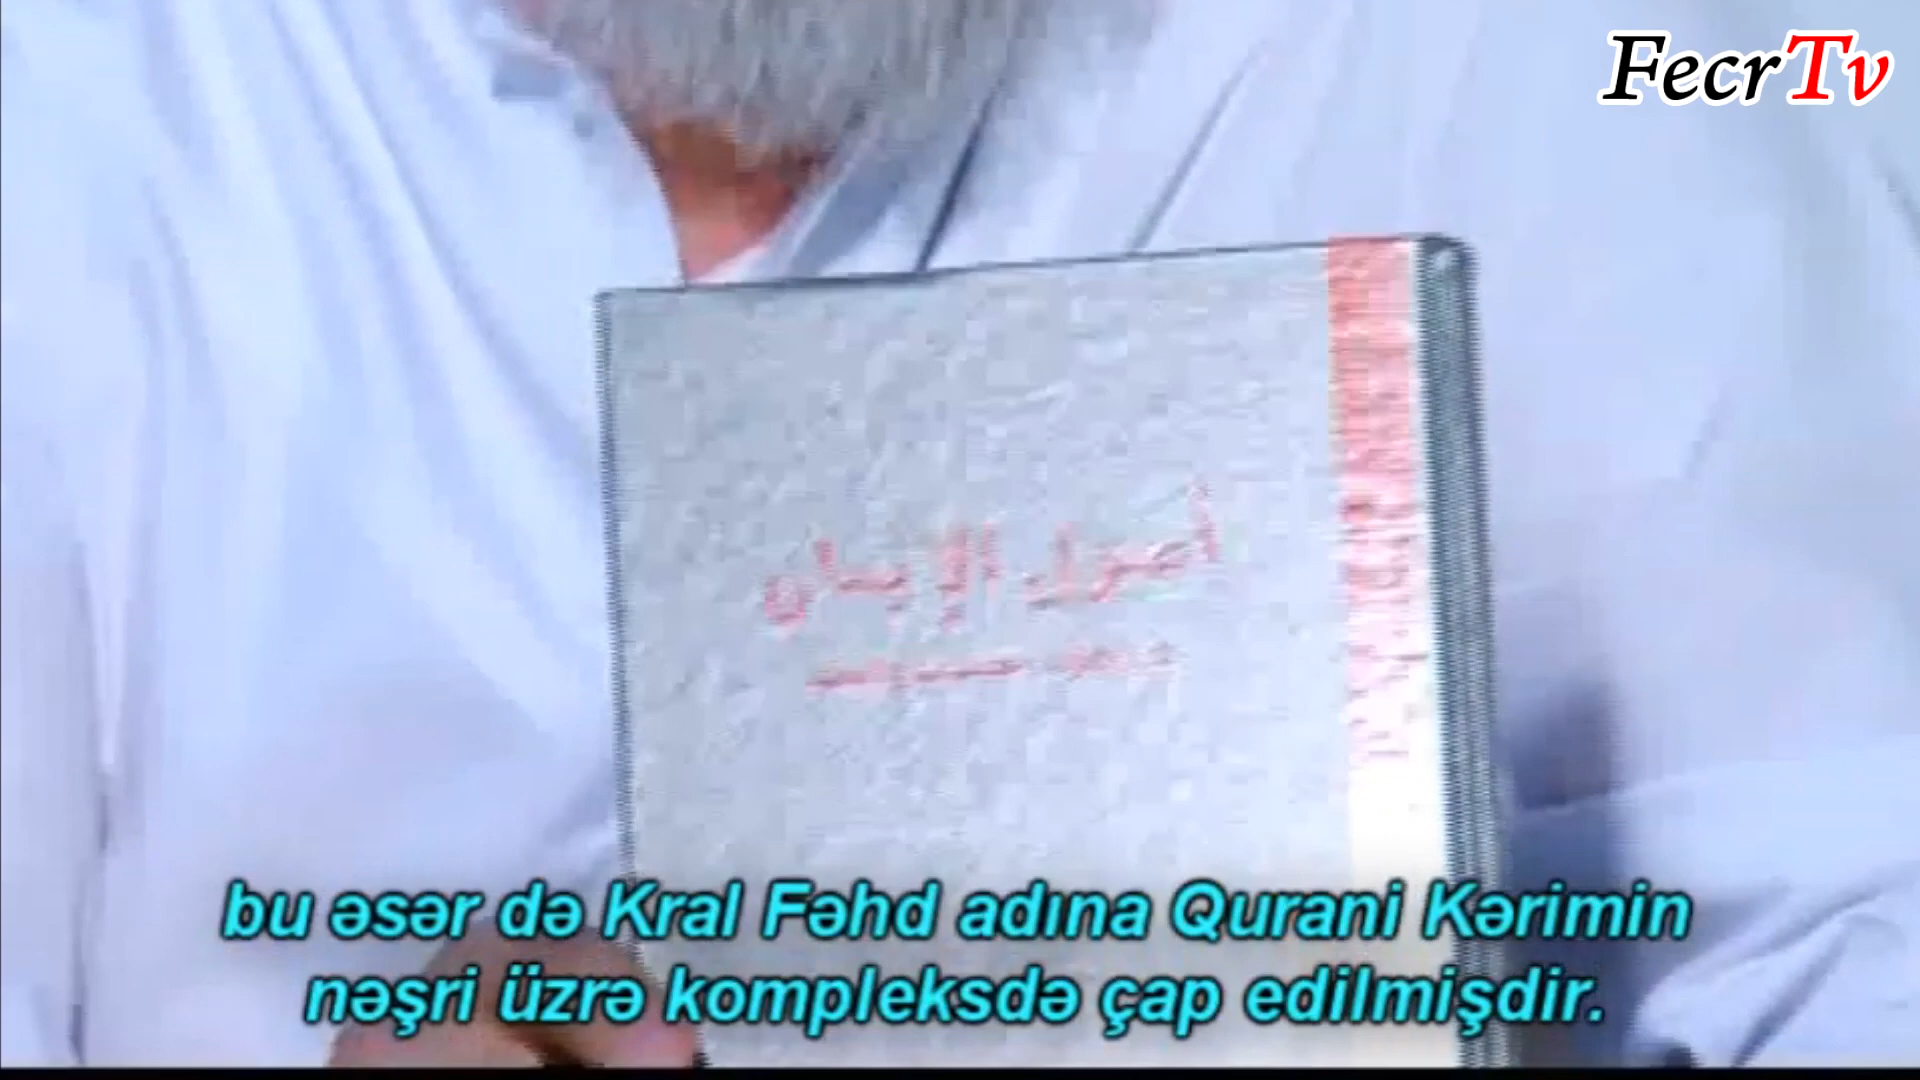 FecrTv
أصول الإيمان
bu əsər də Kral Fəhd adına Qurani Kərimin
nəşri üzrə kompleksdə çap edilmişdir.